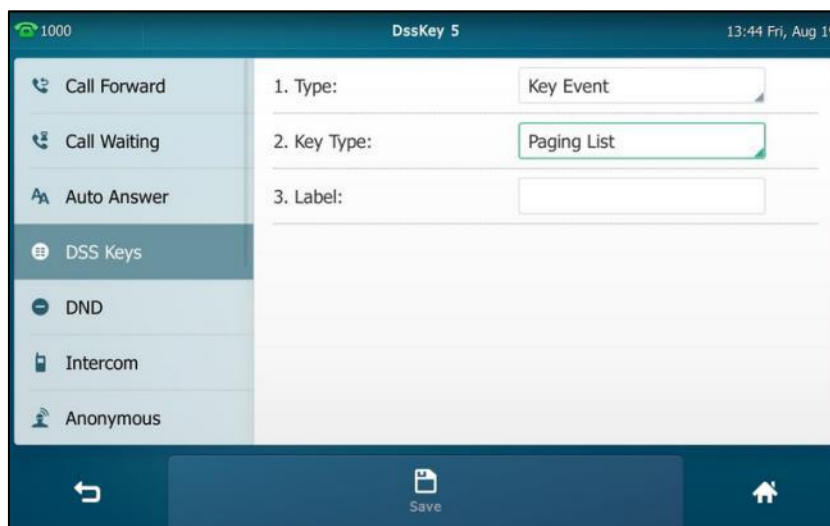 1000 DssKey 5 13:44 Fri, Aug 1
Call Forward
1. Type: Key Event
Call Waiting
2. Key Type: Paging List
Auto Answer
3. Label:
DSS Keys
DND
Intercom
Anonymous
Save